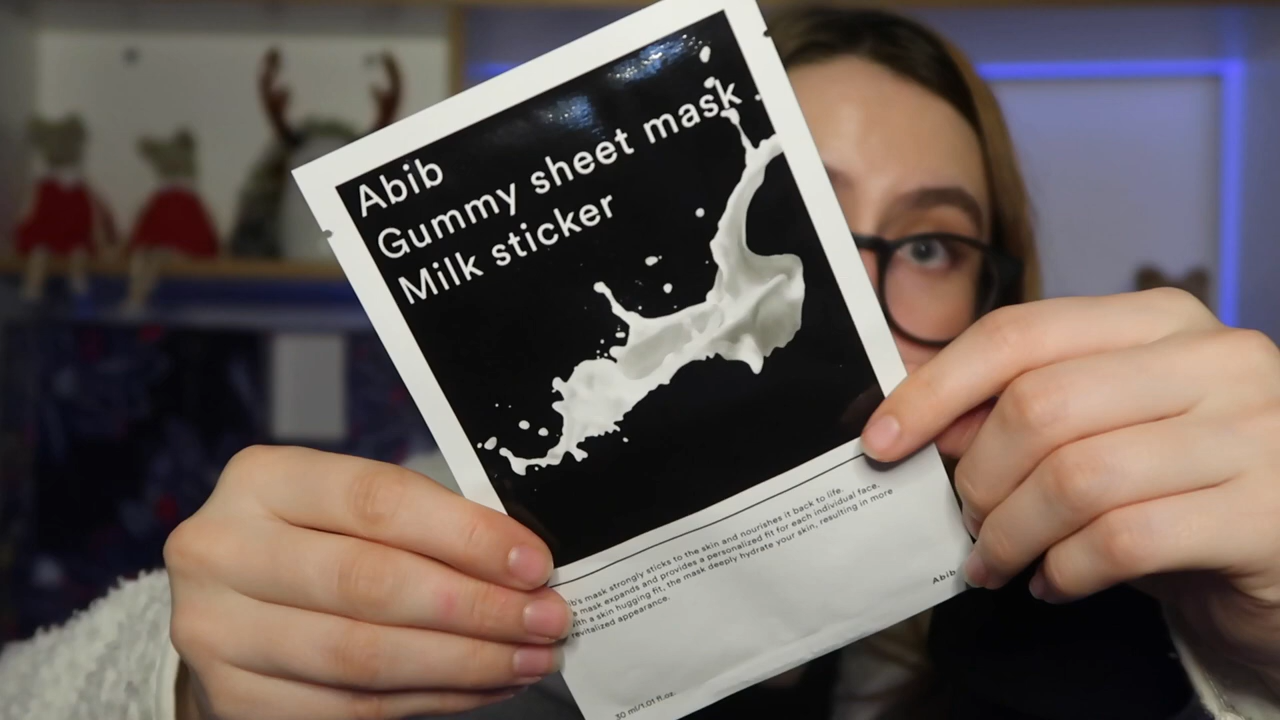 Abib
Gummy sheet mask
Milk sticker
ib's mask strongly sticks to the skin and nourishes it back to life.
mask expands and provides a personalized fit for each individual face.
ith a skin hugging fit, the mask deeply hydrate your skin, resulting in more
revitalized appearance.
Abib
30 ml/1.01 fl.oz.